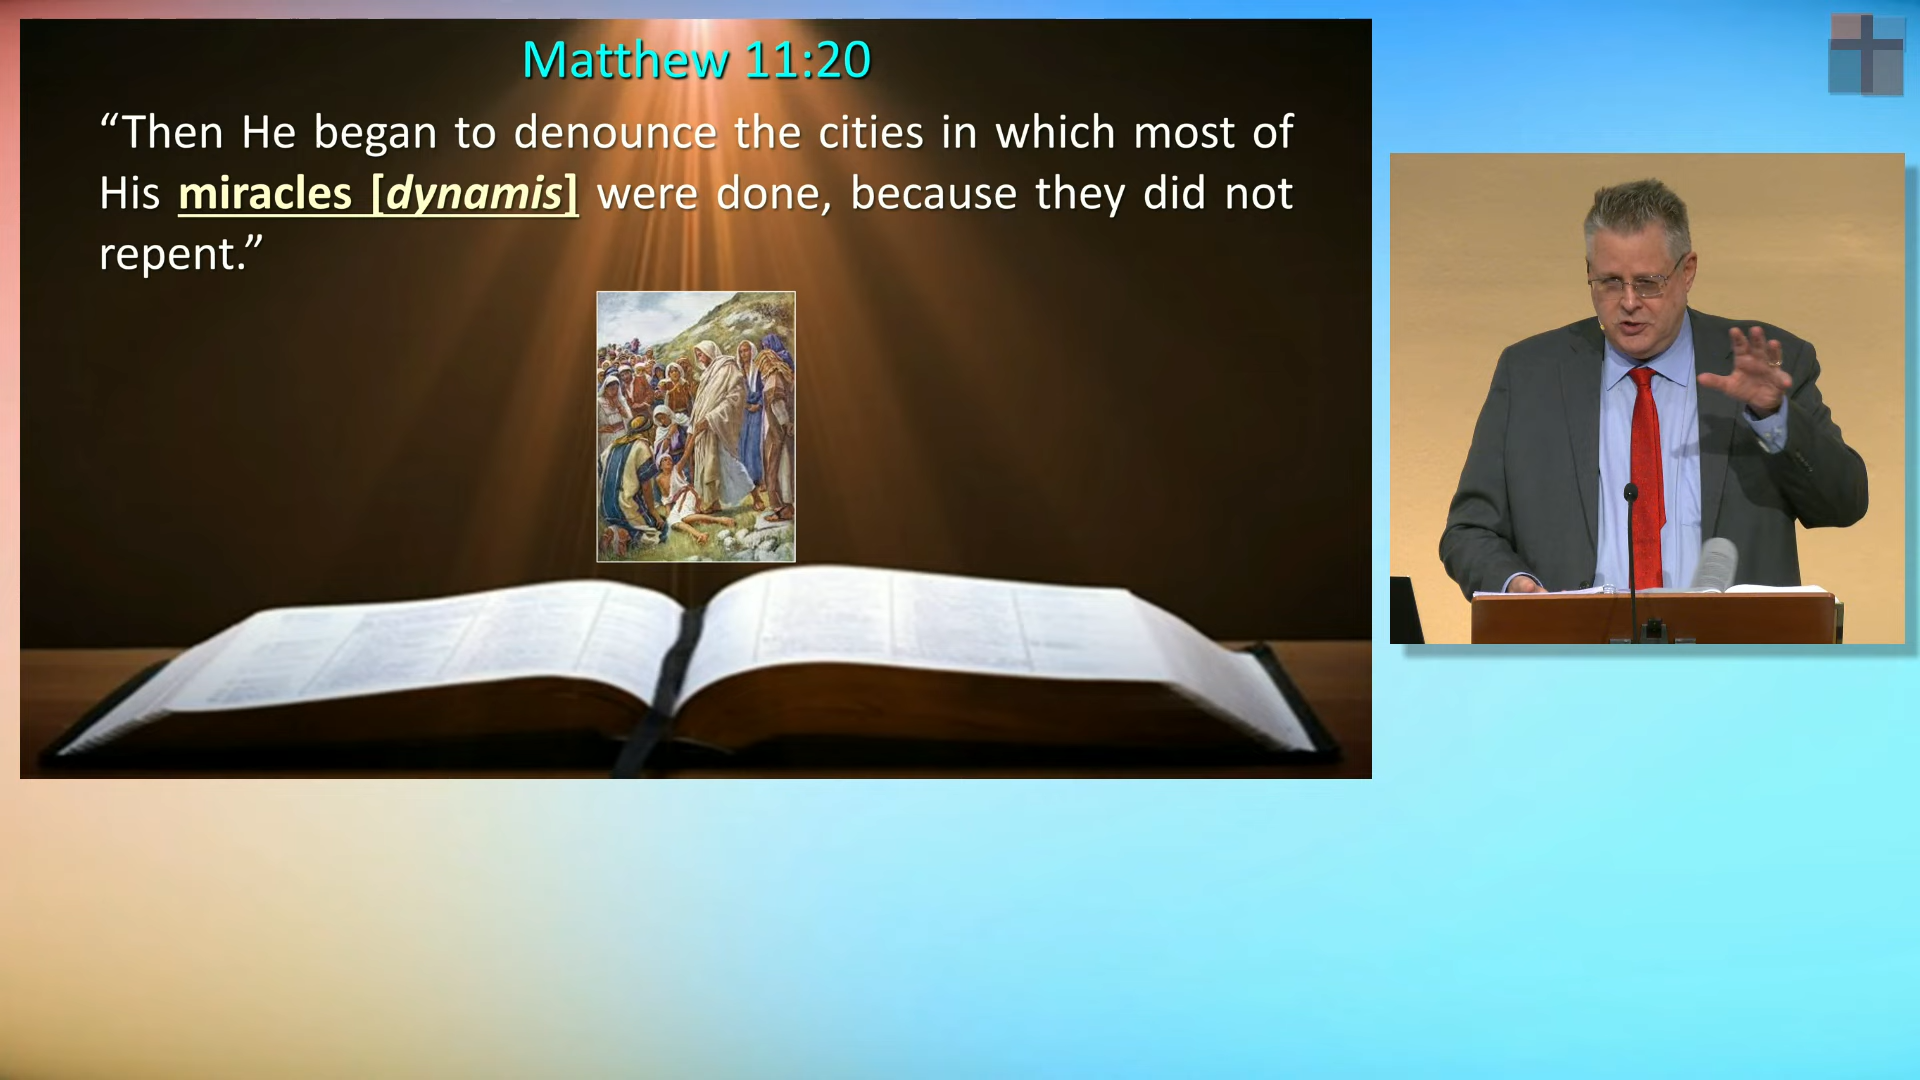 Matthew 11:20
“Then He began to denounce the cities in which most of
His miracles [dynamis] were done, because they did not
repent.”